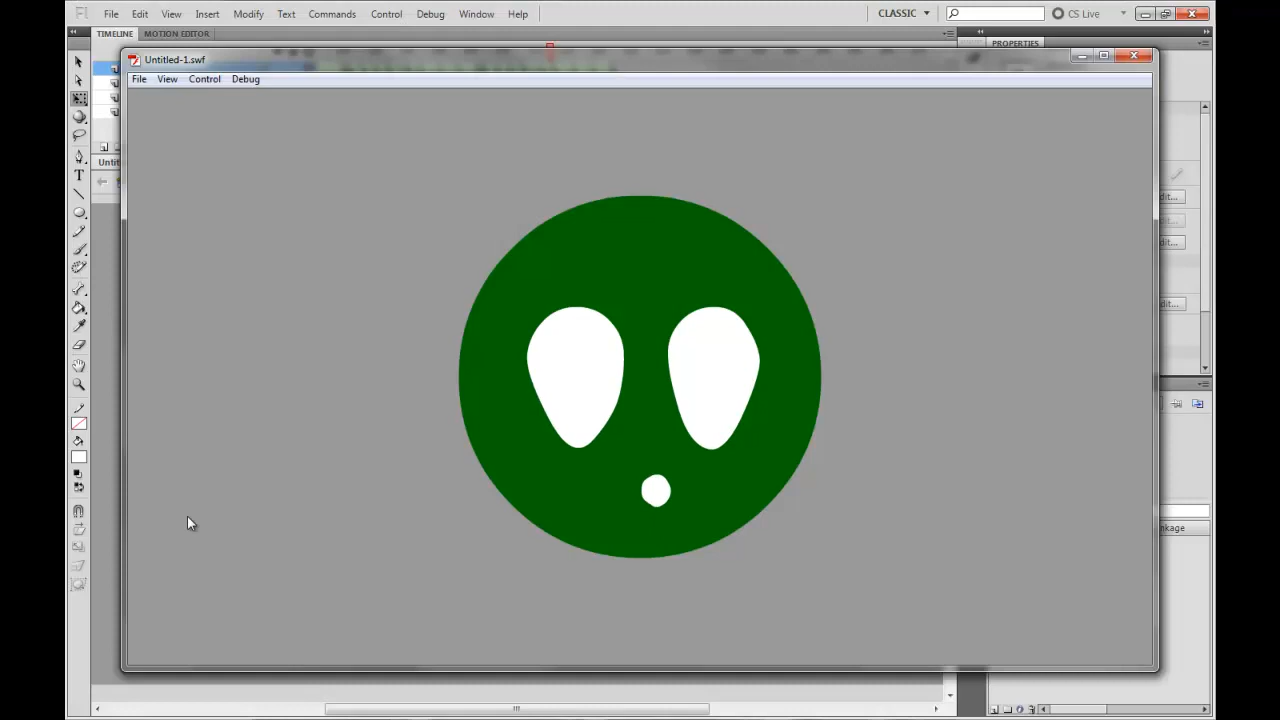 Fl File Edit View Insert Modify Text Commands Control Debug Window Help CLASSIC CS Live
TIMELINE MOTION EDITOR PROPERTIES
Untitled-1.swf
File View Control Debug
T